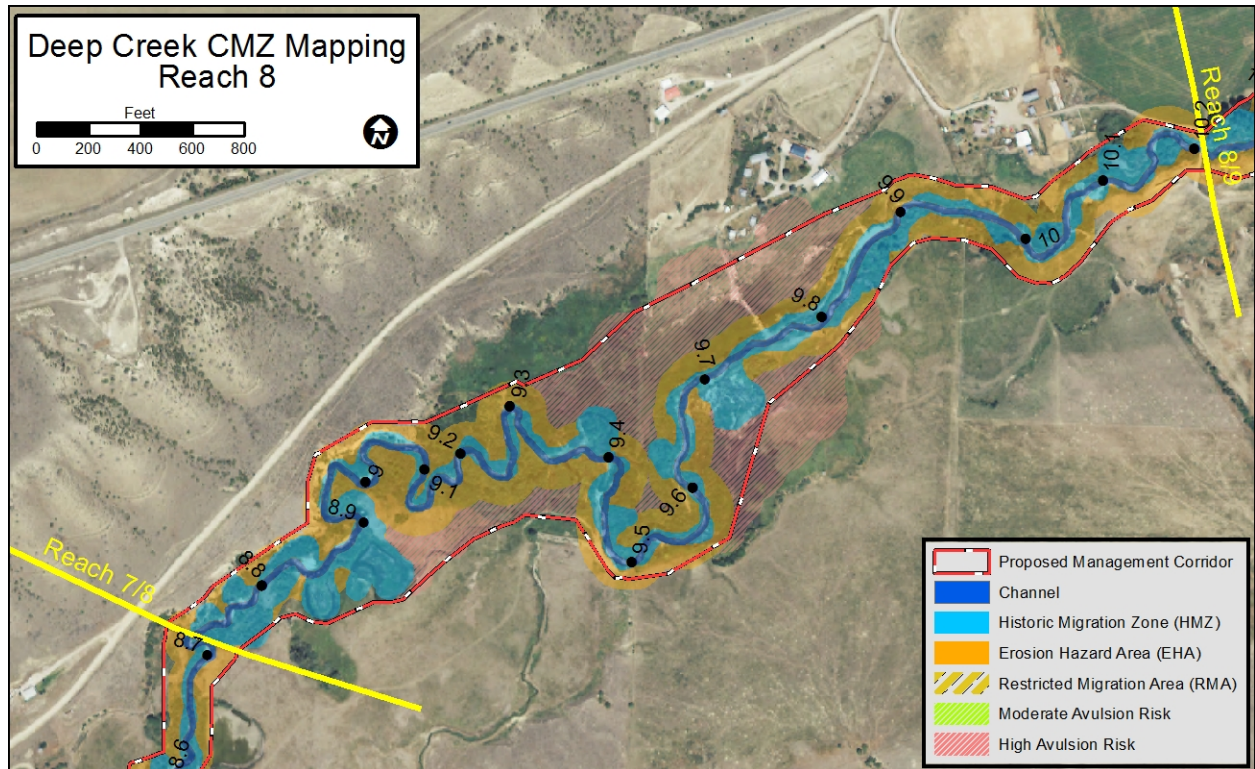 Deep Creek CMZ Mapping
Reach 8
Feet
0 200 400 600 800
N
Reach 8/9
10.2
10.1
10
9.9
9.8
9.7
9.6
9.5
9.4
9.3
9.2
9.1
9
8.9
8.8
Reach 7/8
8.7
8.6
Proposed Management Corridor
Channel
Historic Migration Zone (HMZ)
Erosion Hazard Area (EHA)
Restricted Migration Area (RMA)
Moderate Avulsion Risk
High Avulsion Risk